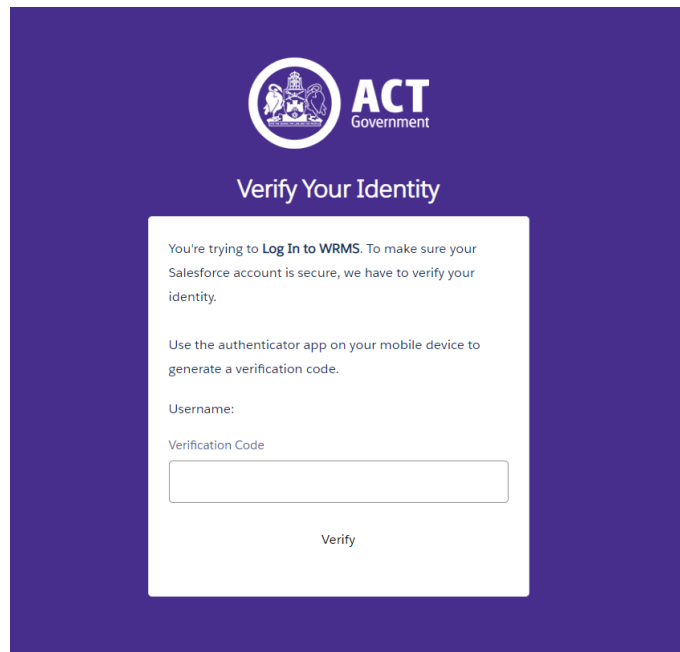 ACT
Government
Verify Your Identity
You're trying to Log In to WRMS. To make sure your
Salesforce account is secure, we have to verify your
identity.
Use the authenticator app on your mobile device to
generate a verification code.
Username:
Verification Code
Verify